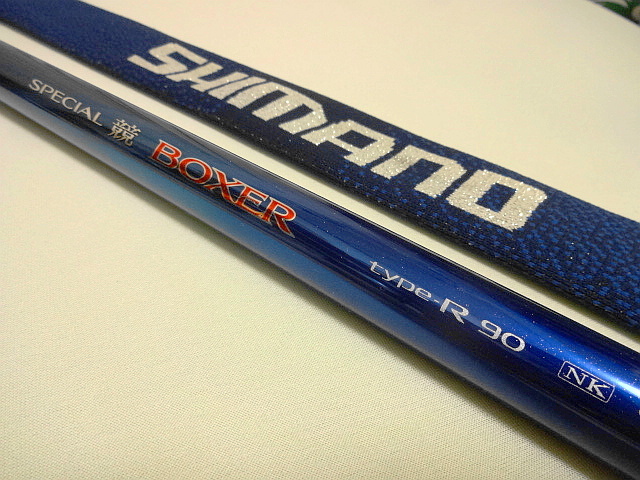 SHIMANO
SPECIAL 競 BOXER type-R 90 NK